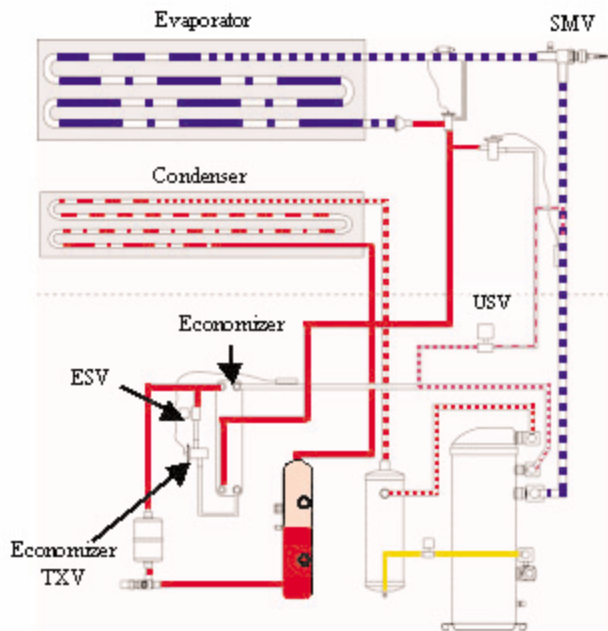 Evaporator
SMV
Condenser
USV
Economizer
ESV
Economizer
TXV